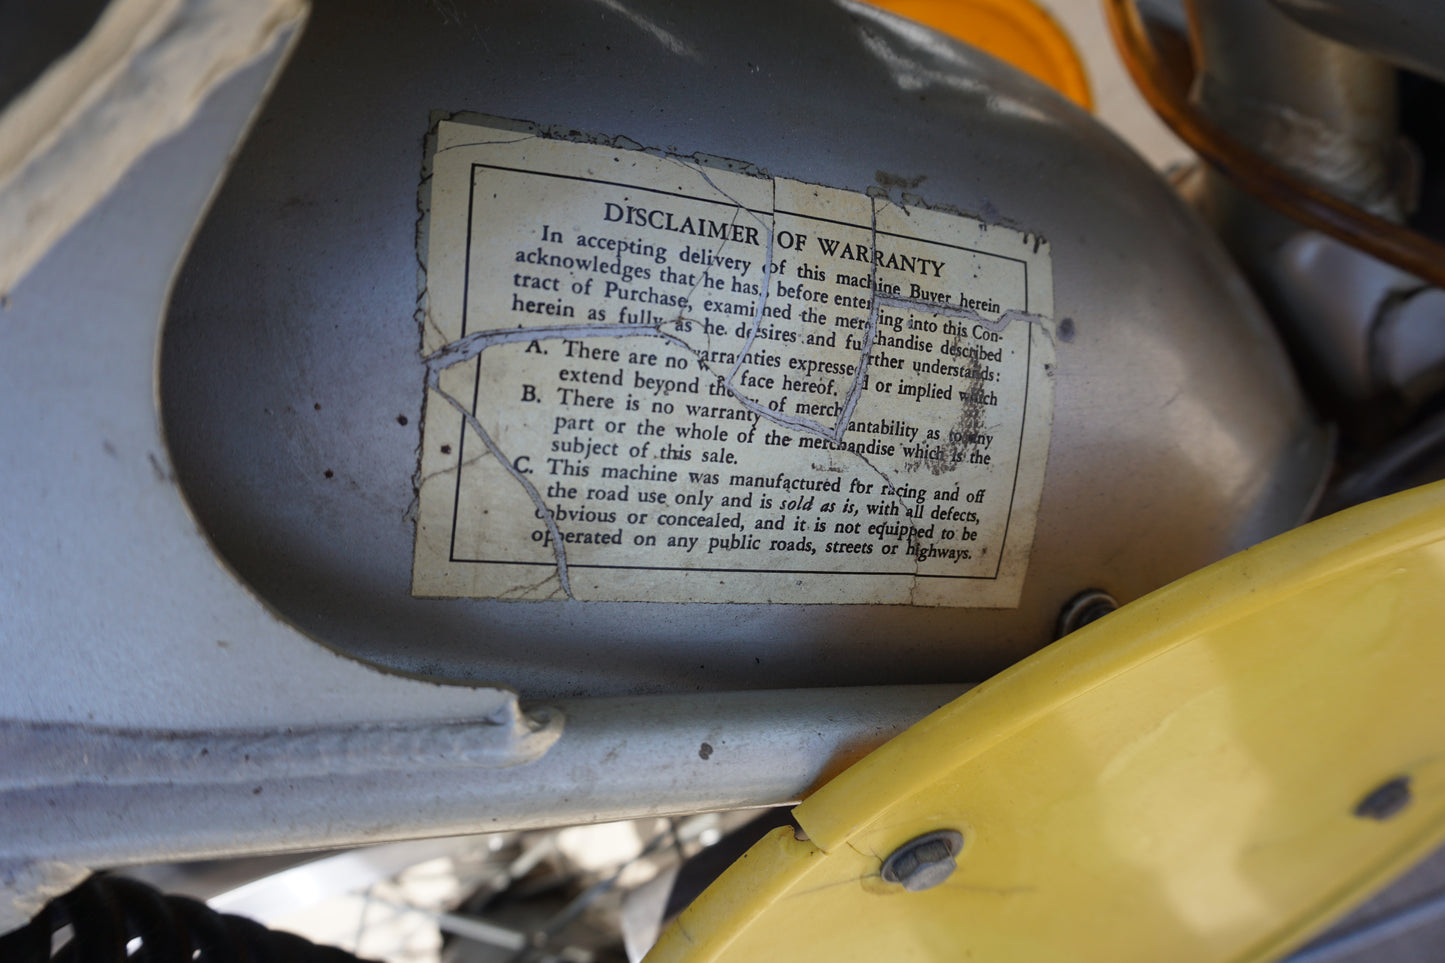 DISCLAIMER OF WARRANTY
In accepting delivery of this machine Buyer herein
acknowledges that he has, before entering into this Con-
tract of Purchase, examined the merchandise described
herein as fully as he desires and further understands:
A. There are no warranties expressed or implied which
extend beyond the face hereof.
B. There is no warranty of merchantability as to any
part or the whole of the merchandise which is the
subject of this sale.
C. This machine was manufactured for racing and off
the road use only and is sold as is, with all defects,
obvious or concealed, and it is not equipped to be
operated on any public roads, streets or highways.